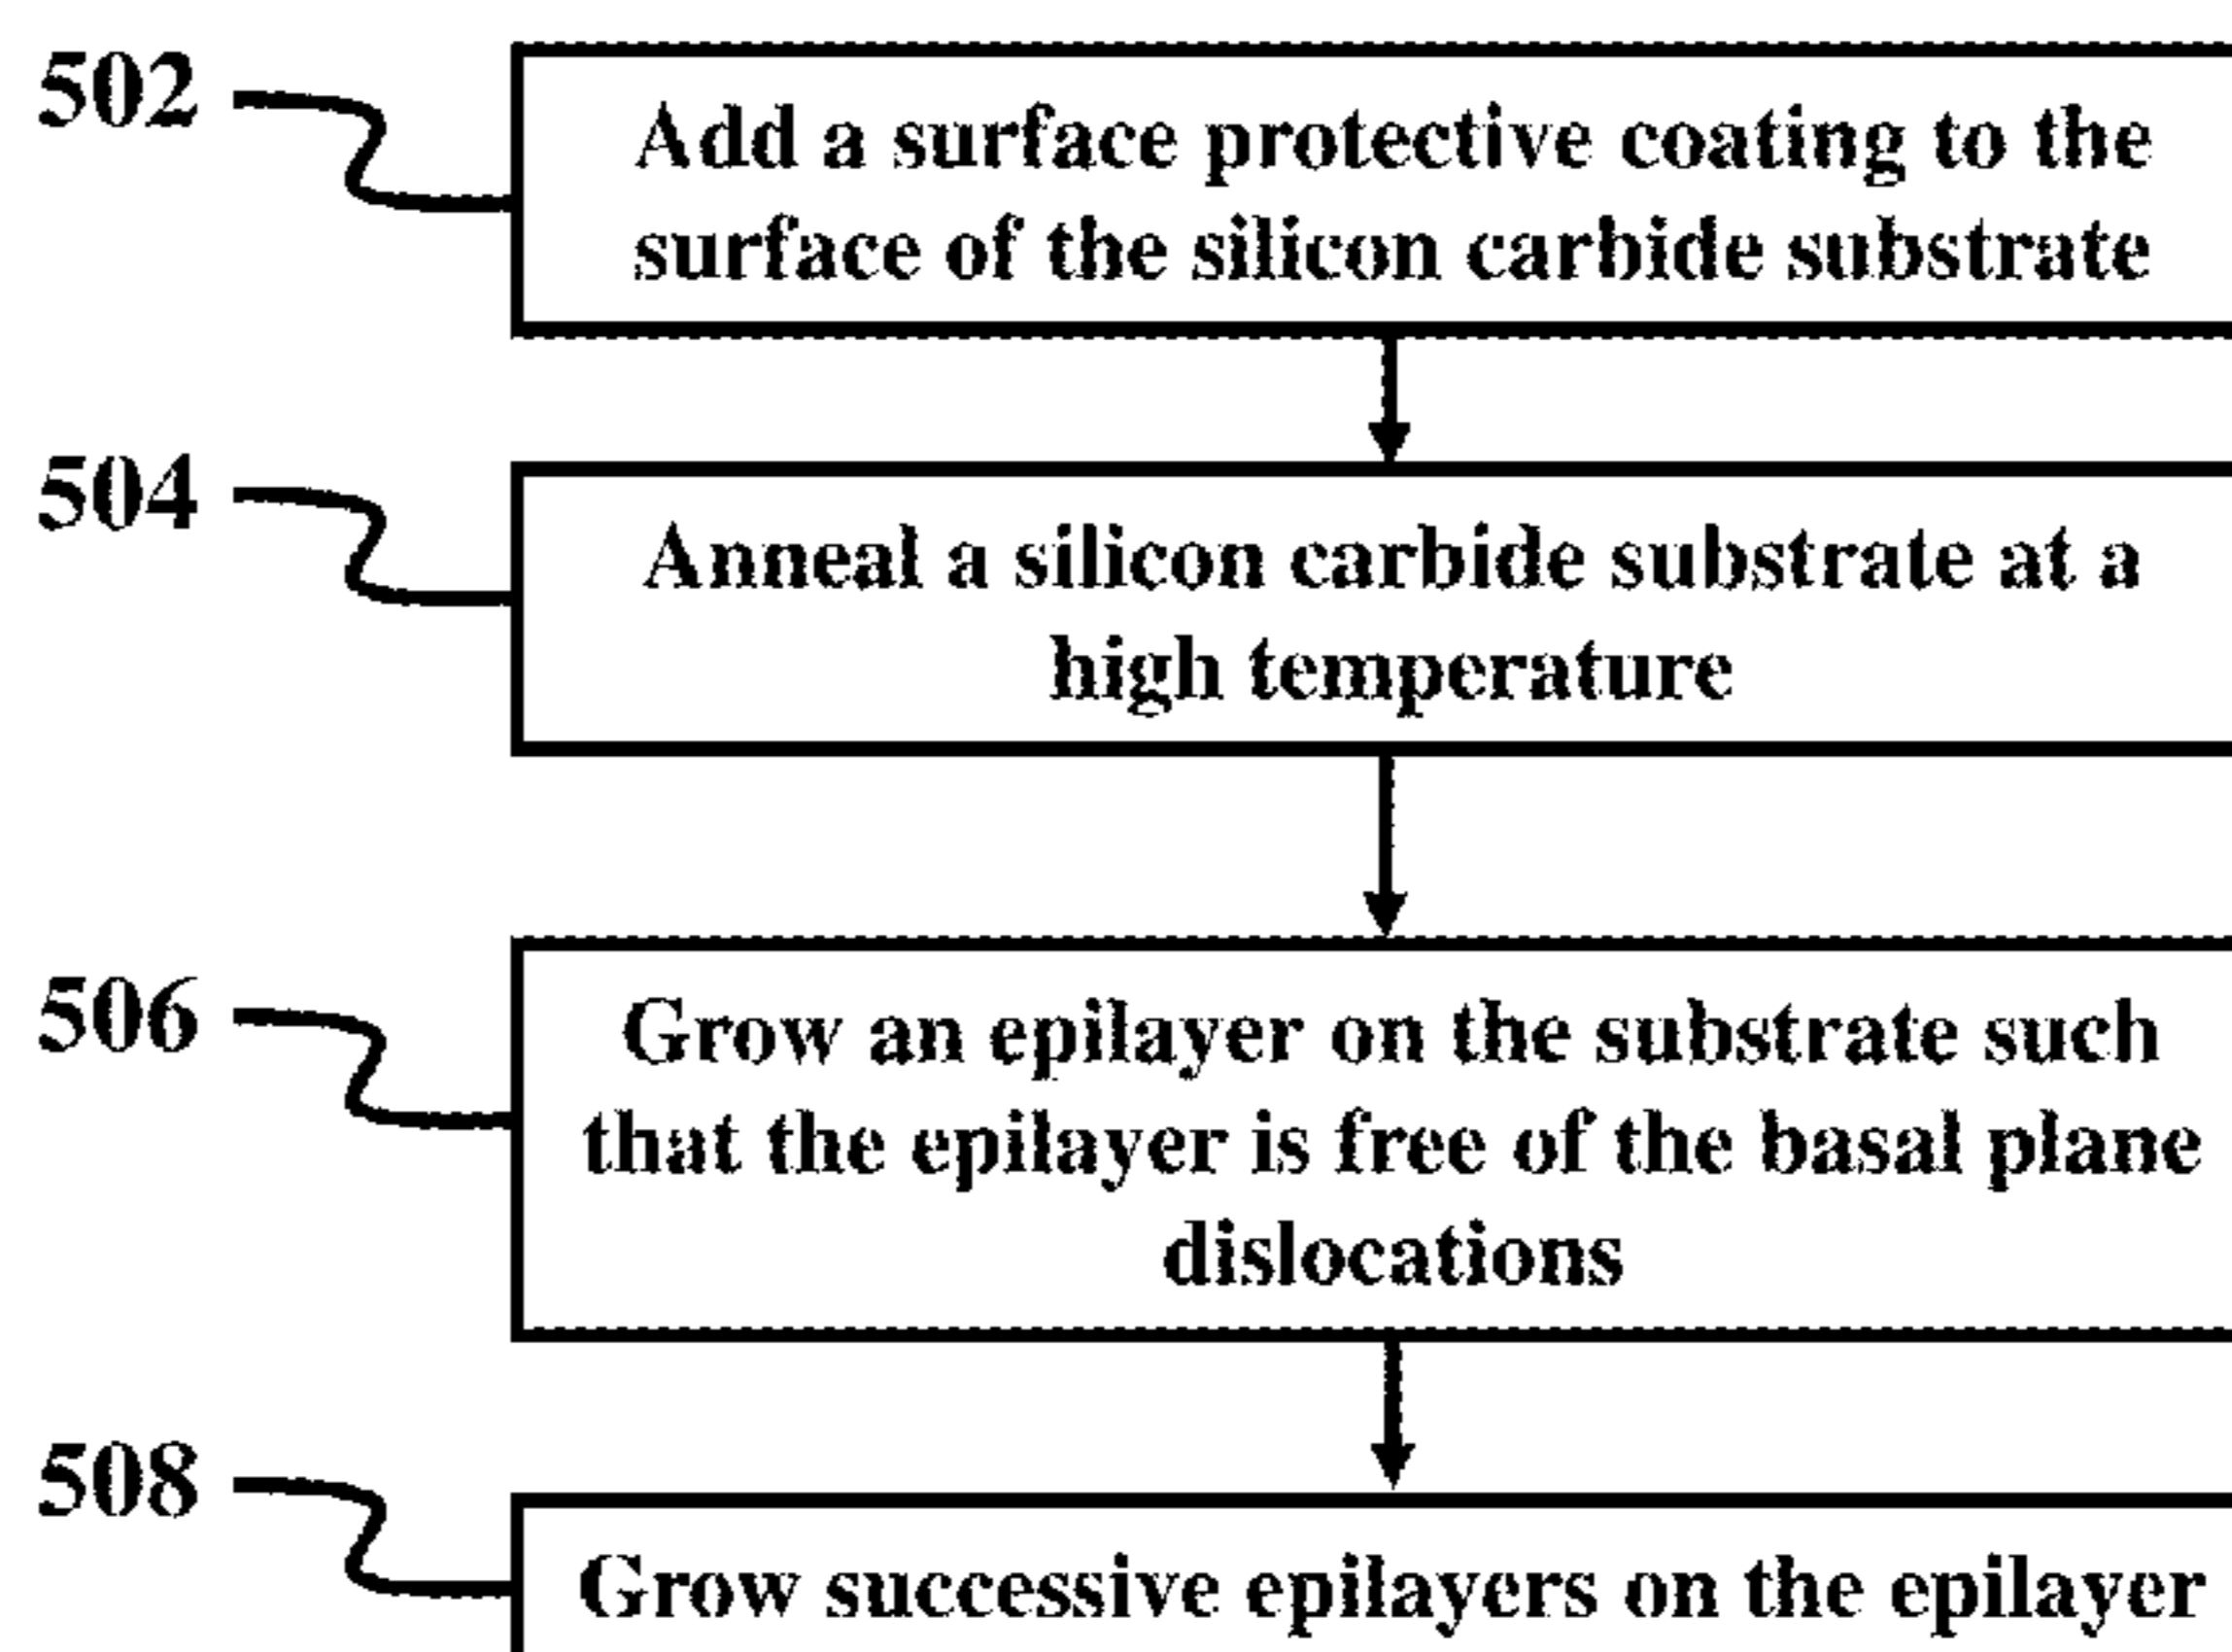 502
Add a surface protective coating to the
surface of the silicon carbide substrate
504
Anneal a silicon carbide substrate at a
high temperature
506
Grow an epilayer on the substrate such
that the epilayer is free of the basal plane
dislocations
508
Grow successive epilayers on the epilayer